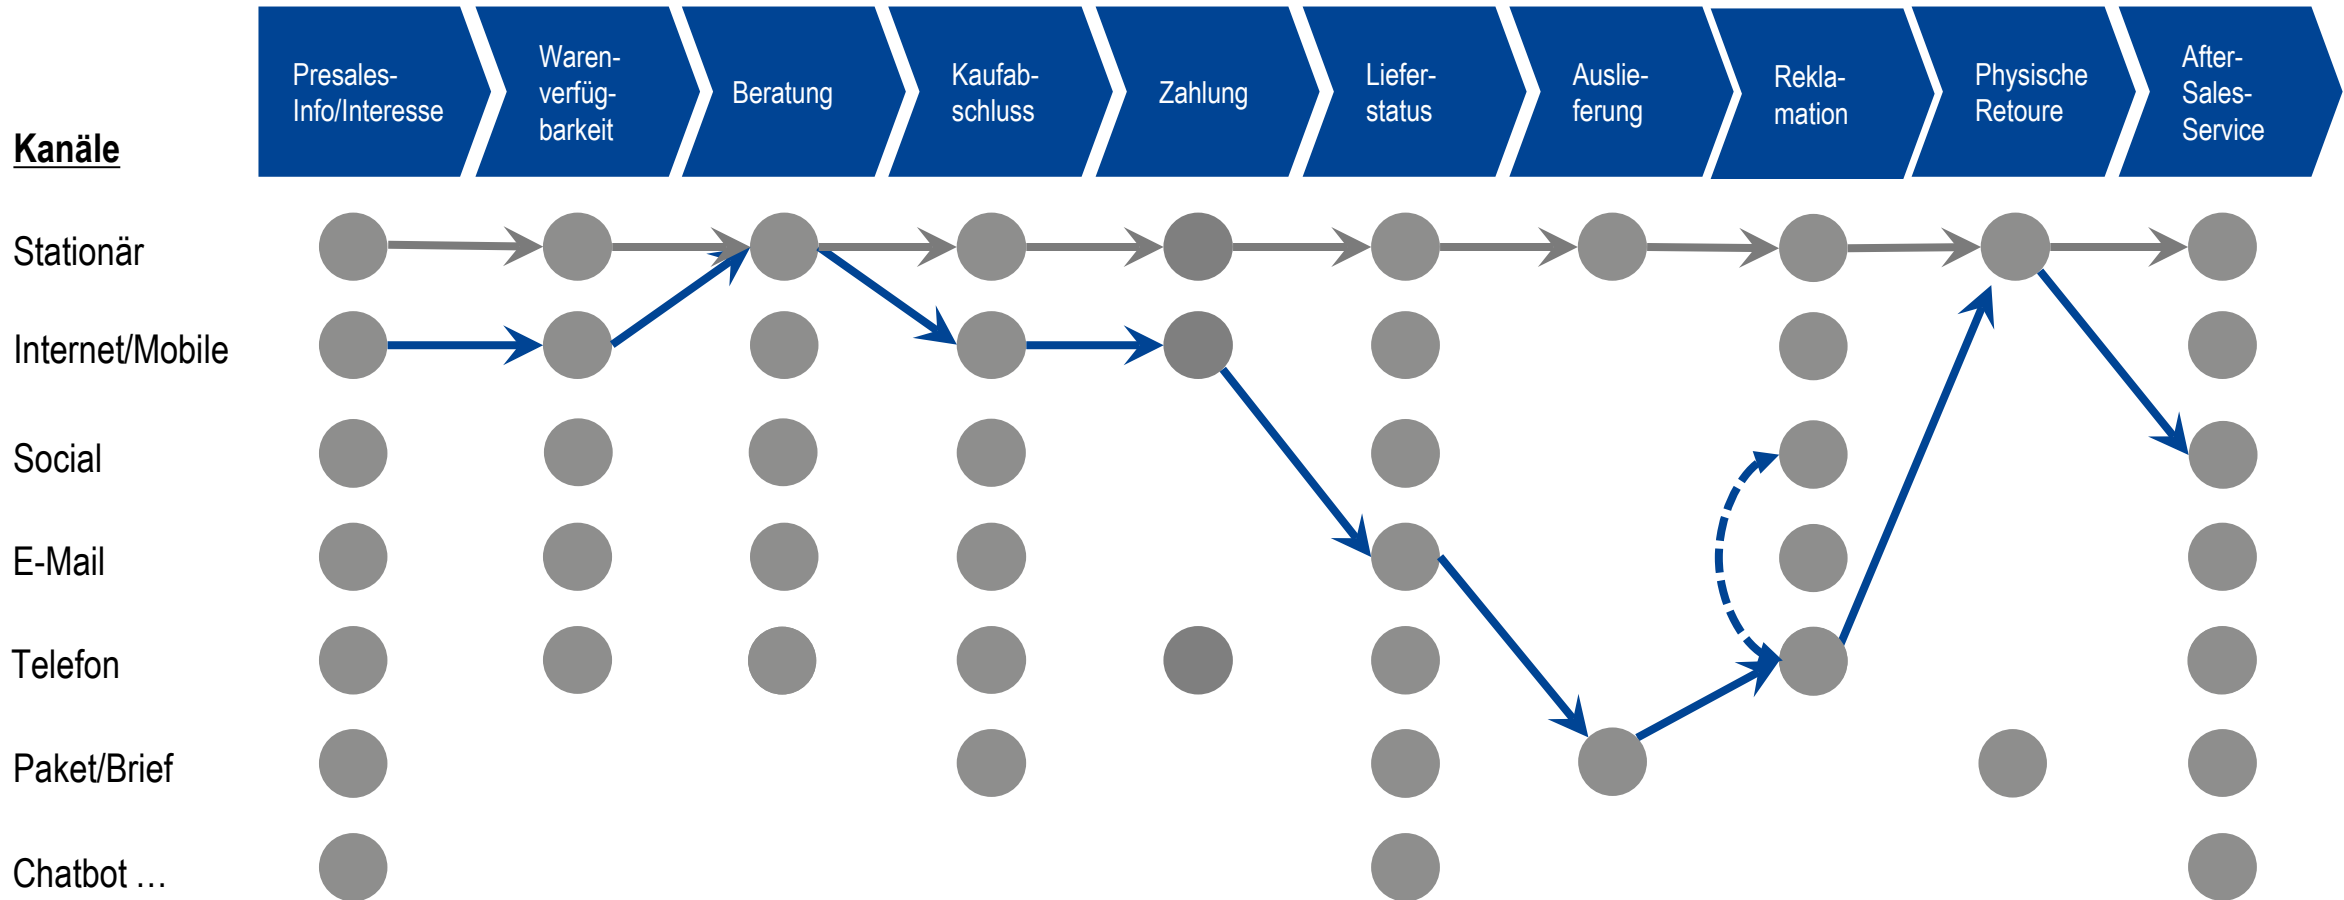 Presales-
Info/Interesse
Waren-
verfüg-
barkeit
Beratung
Kaufab-
schluss
Zahlung
Liefer-
status
Auslie-
ferung
Rekla-
mation
Physische
Retoure
After-
Sales-
Service
Kanäle
Stationär
Internet/Mobile
Social
E-Mail
Telefon
Paket/Brief
Chatbot …